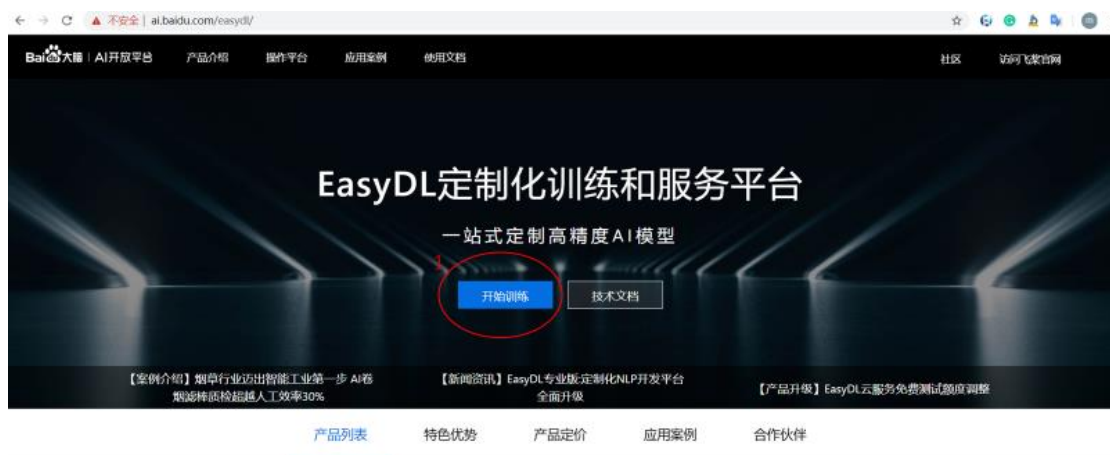 不安全 | ai.baidu.com/easydl/
Bai大脑 | AI开放平台 产品介绍 操作平台 应用案例 使用文档 社区 访问飞桨官网
EasyDL定制化训练和服务平台
一站式定制高精度AI模型
1
开始训练 技术文档
【案例介绍】烟草行业迈出智能工业第一步 AI卷
烟滤棒质检超越人工效率30%
【新闻资讯】EasyDL专业版-定制化NLP开发平台
全面升级
【产品升级】EasyDL云服务免费测试额度调整
产品列表 特色优势 产品定价 应用案例 合作伙伴